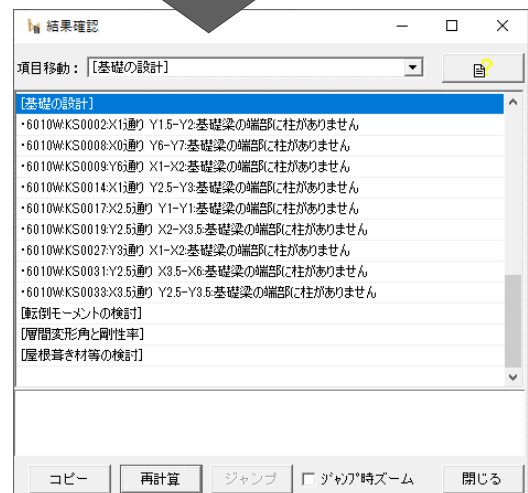 結果確認
項目移動： [基礎の設計]
[基礎の設計]
・6010W:KS0002:X1通り Y1.5-Y2:基礎梁の端部に柱がありません
・6010W:KS0008:X0通り Y6-Y7:基礎梁の端部に柱がありません
・6010W:KS0009:Y6通り X1-X2:基礎梁の端部に柱がありません
・6010W:KS0014:X1通り Y2.5-Y3:基礎梁の端部に柱がありません
・6010W:KS0017:X2.5通り Y1-Y1:基礎梁の端部に柱がありません
・6010W:KS0019:Y2.5通り X2-X3.5:基礎梁の端部に柱がありません
・6010W:KS0027:Y3通り X1-X2:基礎梁の端部に柱がありません
・6010W:KS0031:Y2.5通り X3.5-X6:基礎梁の端部に柱がありません
・6010W:KS0033:X3.5通り Y2.5-Y3.5:基礎梁の端部に柱がありません
[転倒モーメントの検討]
[層間変形角と剛性率]
[屋根葺き材等の検討]
コピー 再計算 ジャンプ ｼﾞｬﾝﾌﾟ時ズーム 閉じる